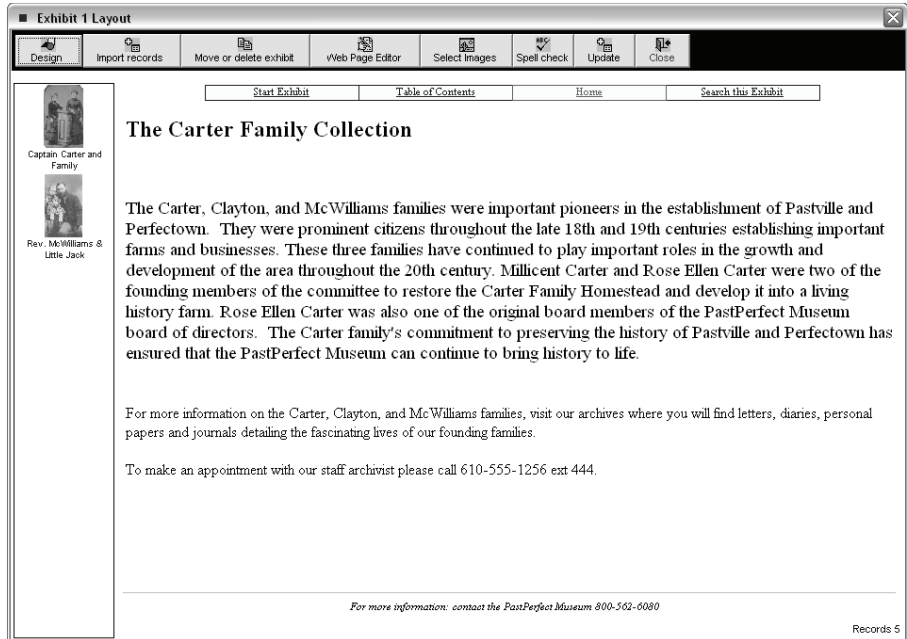 Exhibit 1 Layout
Design Import records Move or delete exhibit Web Page Editor Select Images Spell check Update Close
Start Exhibit Table of Contents Home Search this Exhibit
Captain Carter and
Family
Rev. McWilliams &
Little Jack
The Carter Family Collection
The Carter, Clayton, and McWilliams families were important pioneers in the establishment of Pastville and
Perfectown. They were prominent citizens throughout the late 18th and 19th centuries establishing important
farms and businesses. These three families have continued to play important roles in the growth and
development of the area throughout the 20th century. Millicent Carter and Rose Ellen Carter were two of the
founding members of the committee to restore the Carter Family Homestead and develop it into a living
history farm. Rose Ellen Carter was also one of the original board members of the PastPerfect Museum
board of directors. The Carter family's commitment to preserving the history of Pastville and Perfectown has
ensured that the PastPerfect Museum can continue to bring history to life.
For more information on the Carter, Clayton, and McWilliams families, visit our archives where you will find letters, diaries, personal
papers and journals detailing the fascinating lives of our founding families.
To make an appointment with our staff archivist please call 610-555-1256 ext 444.
For more information: contact the PastPerfect Museum 800-562-6080
Records 5